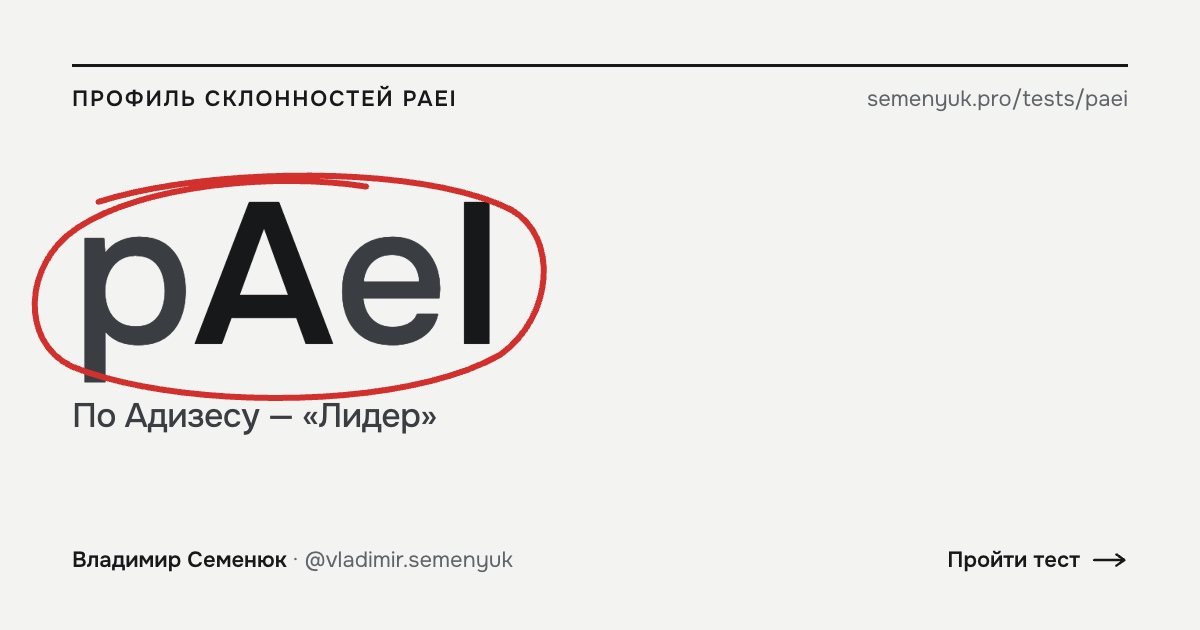 ПРОФИЛЬ СКЛОННОСТЕЙ PAEI
semenyuk.pro/tests/paei
pAeI
По Адизесу — «Лидер»
Владимир Семенюк · @vladimir.semenyuk
Пройти тест →